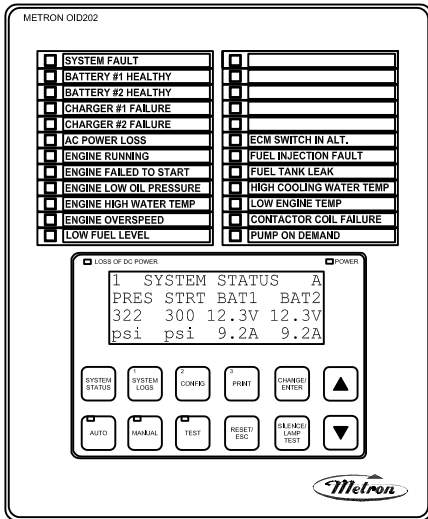 METRON OID202
SYSTEM FAULT
BATTERY #1 HEALTHY
BATTERY #2 HEALTHY
CHARGER #1 FAILURE
CHARGER #2 FAILURE
AC POWER LOSS
ENGINE RUNNING
ENGINE FAILED TO START
ENGINE LOW OIL PRESSURE
ENGINE HIGH WATER TEMP
ENGINE OVERSPEED
LOW FUEL LEVEL
ECM SWITCH IN ALT.
FUEL INJECTION FAULT
FUEL TANK LEAK
HIGH COOLING WATER TEMP
LOW ENGINE TEMP
CONTACTOR COIL FAILURE
PUMP ON DEMAND
LOSS OF DC POWER
POWER
1 SYSTEM STATUS A
PRES STRT BAT1 BAT2
322 300 12.3V 12.3V
psi psi 9.2A 9.2A
SYSTEM
STATUS
1
SYSTEM
LOGS
2
CONFIG
3
PRINT
CHANGE/
ENTER
AUTO
MANUAL
TEST
RESET/
ESC
SILENCE/
LAMP
TEST
Metron